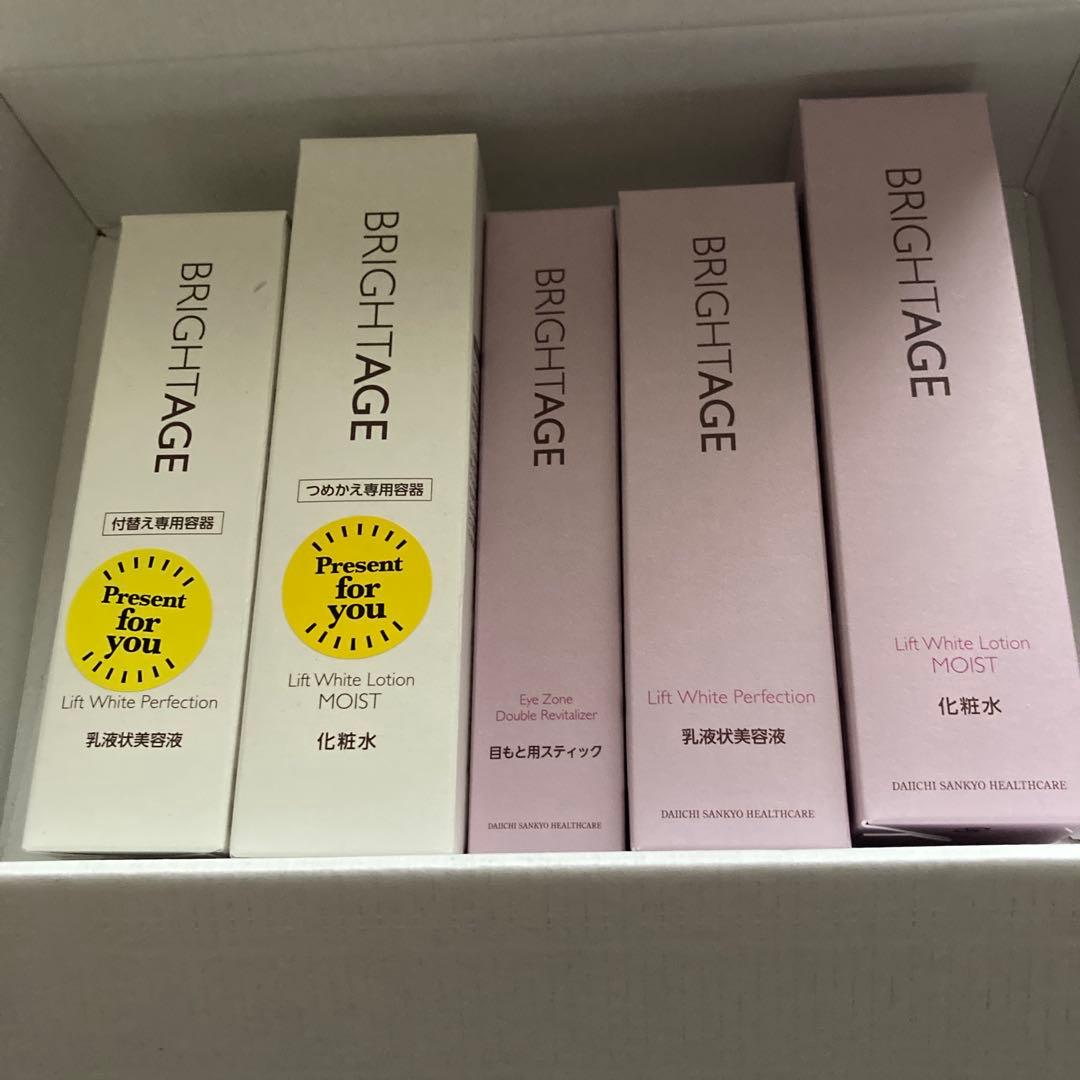 BRIGHTAGE
付替え専用容器
Present
for
you
Lift White Perfection
乳液状美容液
BRIGHTAGE
つめかえ専用容器
Present
for
you
Lift White Lotion
MOIST
化粧水
BRIGHTAGE
Eye Zone
Double Revitalizer
目もと用スティック
DAIICHI SANKYO HEALTHCARE
BRIGHTAGE
Lift White Perfection
乳液状美容液
DAIICHI SANKYO HEALTHCARE
BRIGHTAGE
Lift White Lotion
MOIST
化粧水
DAIICHI SANKYO HEALTHCARE